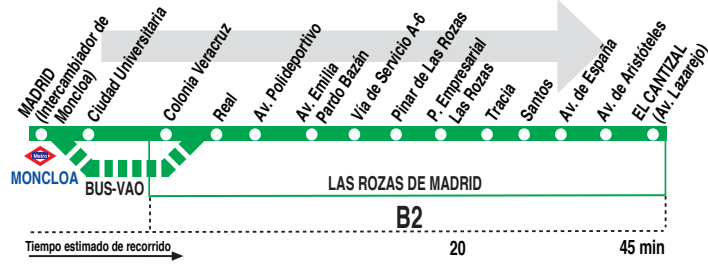 MADRID
(Intercambiador de
Moncloa)
Ciudad Universitaria
Colonia Veracruz
Real
Av. Polideportivo
Av. Emilia
Pardo Bazán
Vía de Servicio A-6
Pinar de Las Rozas
P. Empresarial
Las Rozas
Tracia
Santos
Av. de España
Av. de Aristóteles
EL CANTIZAL
(Av. Lazarejo)
Metro
MONCLOA
BUS-VAO
LAS ROZAS DE MADRID
B2
Tiempo estimado de recorrido
20
45 min